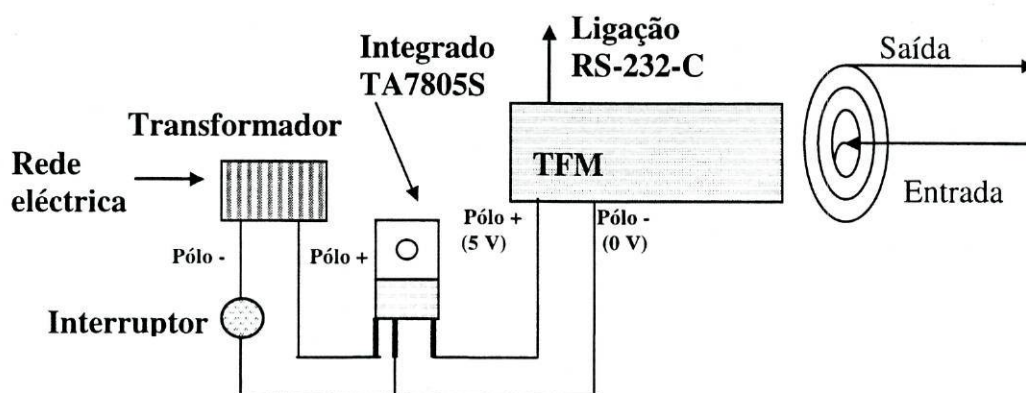 Ligação
RS-232-C
Integrado
TA7805S
Saída
Transformador
Rede
eléctrica
TFM
Entrada
Pólo +
(5 V)
Pólo -
(0 V)
Pólo -
Pólo +
Interruptor